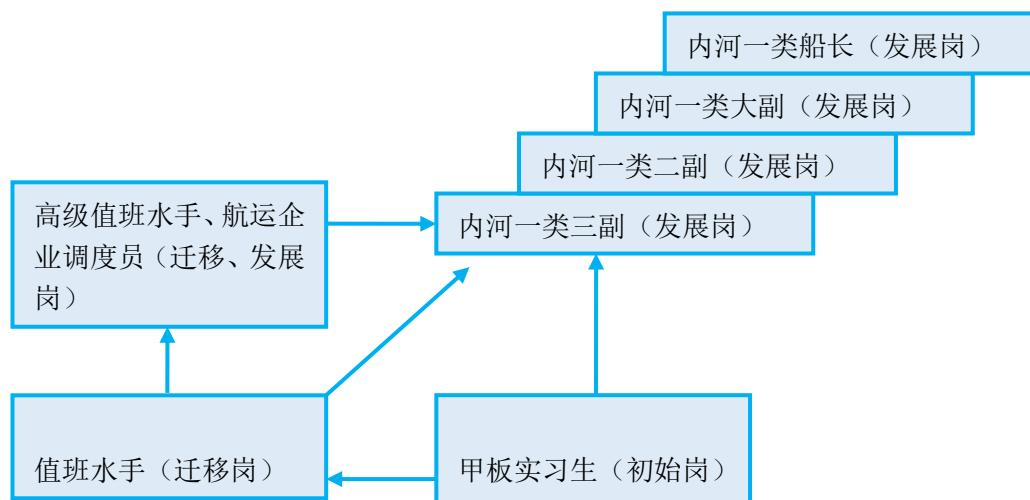 内河一类船长（发展岗）
内河一类大副（发展岗）
内河一类二副（发展岗）
高级值班水手、航运企
业调度员（迁移、发展
岗）
内河一类三副（发展岗）
值班水手（迁移岗）
甲板实习生（初始岗）